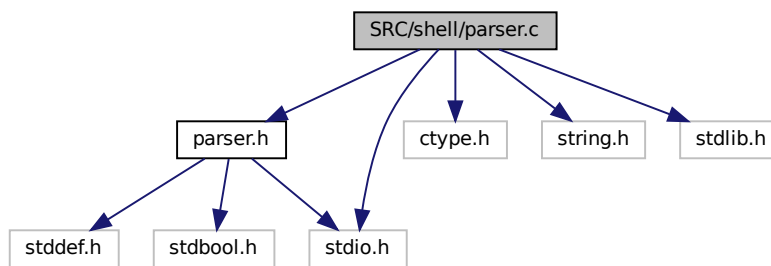 SRC/shell/parser.c
parser.h
ctype.h
string.h
stdlib.h
stddef.h
stdbool.h
stdio.h